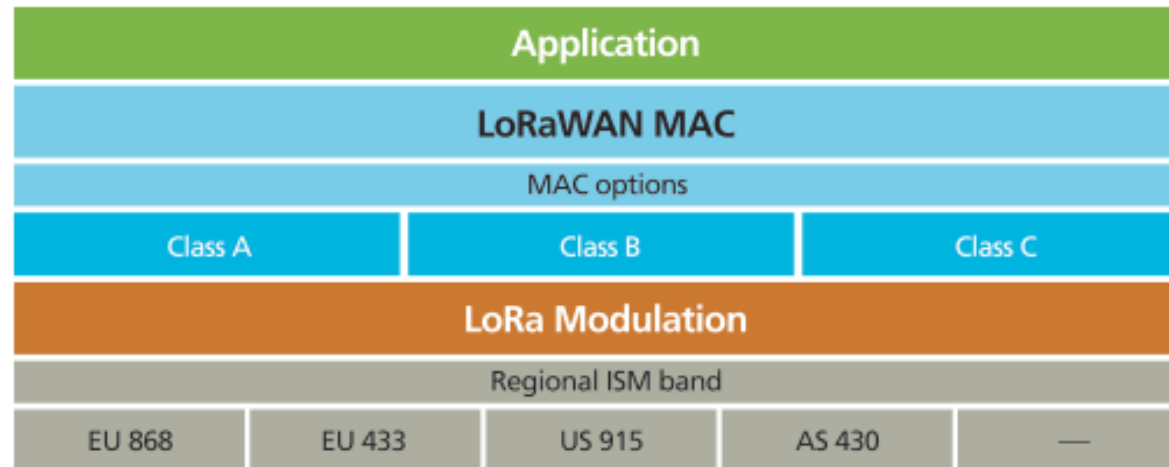 Application
LoRaWAN MAC
MAC options
Class A Class B Class C
LoRa Modulation
Regional ISM band
EU 868 EU 433 US 915 AS 430 —